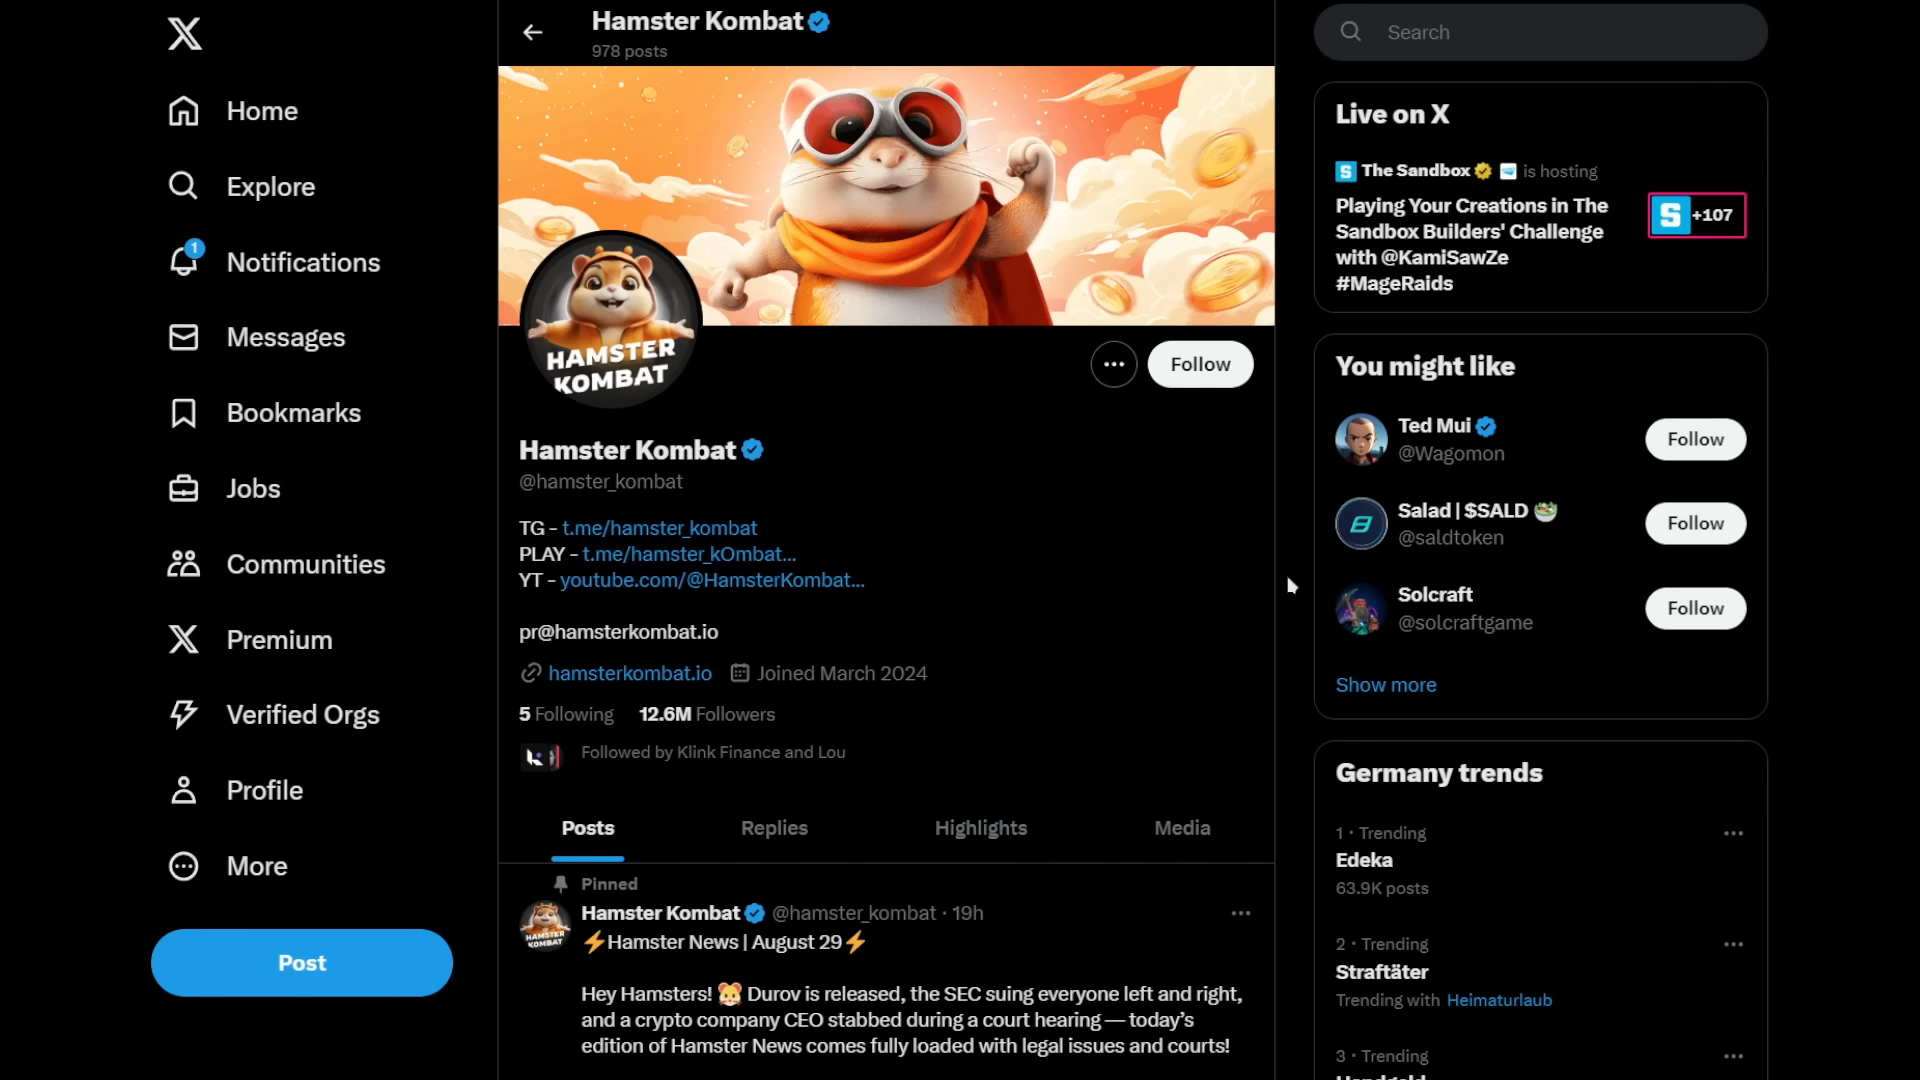 Home
Explore
1
Notifications
Messages
Bookmarks
Jobs
Communities
Premium
Verified Orgs
Profile
More
Post
Hamster Kombat
978 posts
HAMSTER
KOMBAT
Follow
Hamster Kombat
@hamster_kombat
TG - t.me/hamster_kombat
PLAY - t.me/hamster_kOmbat...
YT - youtube.com/@HamsterKombat...
pr@hamsterkombat.io
hamsterkombat.io Joined March 2024
5 Following 12.6M Followers
Followed by Klink Finance and Lou
Posts Replies Highlights Media
Pinned
HAMSTER
KOMBAT
Hamster Kombat @hamster_kombat · 19h
⚡Hamster News | August 29⚡
Hey Hamsters! 🐹 Durov is released, the SEC suing everyone left and right,
and a crypto company CEO stabbed during a court hearing — today's
edition of Hamster News comes fully loaded with legal issues and courts!
Search
Live on X
The Sandbox is hosting
Playing Your Creations in The
Sandbox Builders' Challenge
with @KamiSawZe
#MageRaids
S +107
You might like
Ted Mui
@Wagomon
Follow
Salad | $SALD 🥗
@saldtoken
Follow
Solcraft
@solcraftgame
Follow
Show more
Germany trends
1 · Trending
Edeka
63.9K posts
2 · Trending
Straftäter
Trending with Heimaturlaub
3 · Trending